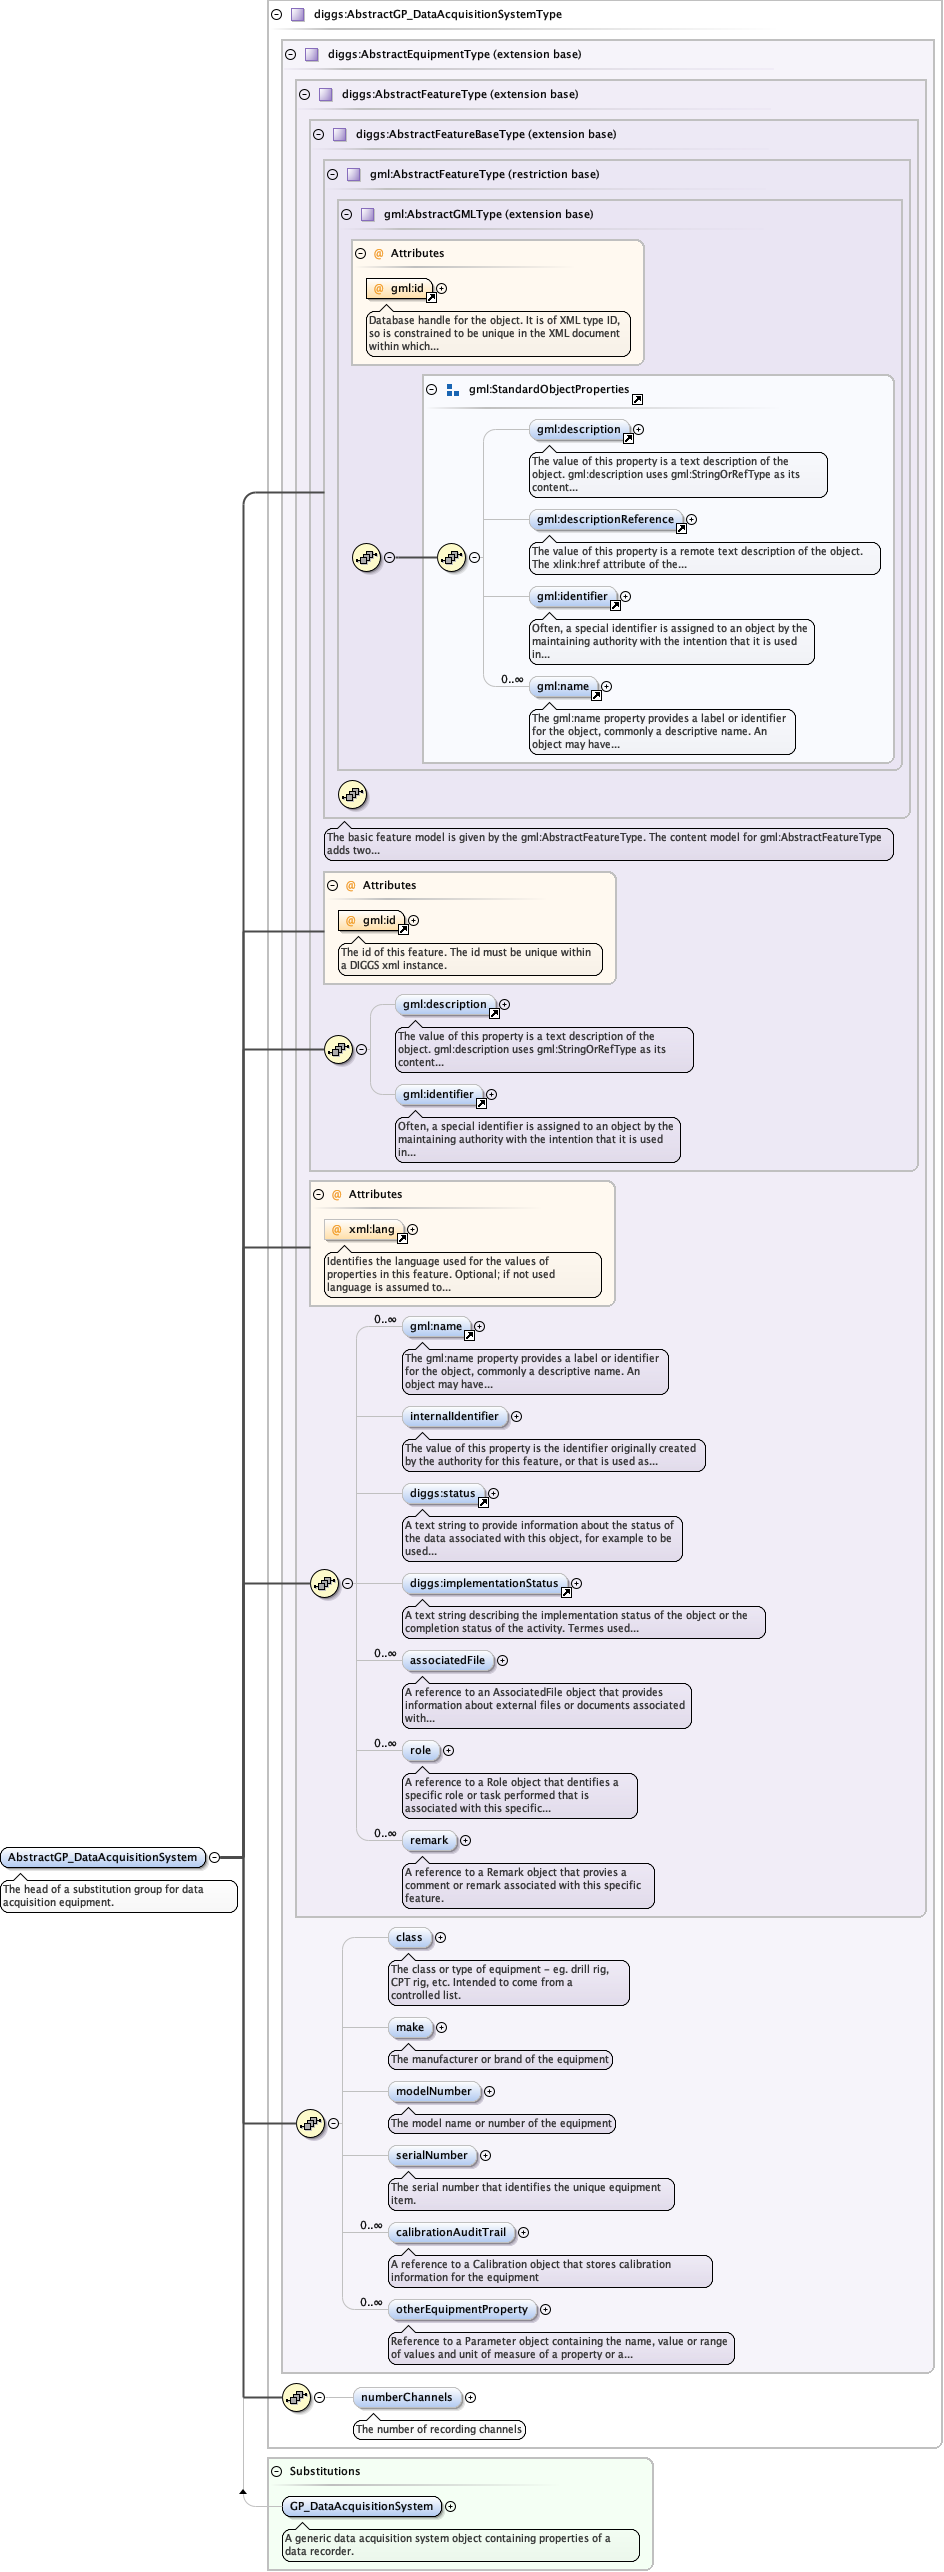 diggs:AbstractGP_DataAcquisitionSystemType
diggs:AbstractEquipmentType (extension base)
diggs:AbstractFeatureType (extension base)
diggs:AbstractFeatureBaseType (extension base)
gml:AbstractFeatureType (restriction base)
gml:AbstractGMLType (extension base)
@ Attributes
@ gml:id
Database handle for the object. It is of XML type ID,
so is constrained to be unique in the XML document
within which...
gml:StandardObjectProperties
gml:description
The value of this property is a text description of the
object. gml:description uses gml:StringOrRefType as its
content...
gml:descriptionReference
The value of this property is a remote text description of the object.
The xlink:href attribute of the...
gml:identifier
Often, a special identifier is assigned to an object by the
maintaining authority with the intention that it is used
in...
0..∞
gml:name
The gml:name property provides a label or identifier
for the object, commonly a descriptive name. An
object may have...
The basic feature model is given by the gml:AbstractFeatureType. The content model for gml:AbstractFeatureType
adds two...
@ Attributes
@ gml:id
The id of this feature. The id must be unique within
a DIGGS xml instance.
gml:description
The value of this property is a text description of the
object. gml:description uses gml:StringOrRefType as its
content...
gml:identifier
Often, a special identifier is assigned to an object by the
maintaining authority with the intention that it is used
in...
@ Attributes
@ xml:lang
Identifies the language used for the values of
properties in this feature. Optional; if not used
language is assumed to...
0..∞
gml:name
The gml:name property provides a label or identifier
for the object, commonly a descriptive name. An
object may have...
internalIdentifier
The value of this property is the identifier originally created
by the authority for this feature, or that is used as...
diggs:status
A text string to provide information about the status of
the data associated with this object, for example to be
used...
diggs:implementationStatus
A text string describing the implementation status of the object or the
completion status of the activity. Termes used...
0..∞
associatedFile
A reference to an AssociatedFile object that provides
information about external files or documents associated
with...
0..∞
role
A reference to a Role object that dentifies a
specific role or task performed that is
associated with this specific...
0..∞
remark
A reference to a Remark object that provies a
comment or remark associated with this specific
feature.
AbstractGP_DataAcquisitionSystem
The head of a substitution group for data
acquisition equipment.
class
The class or type of equipment - eg. drill rig,
CPT rig, etc. Intended to come from a
controlled list.
make
The manufacturer or brand of the equipment
modelNumber
The model name or number of the equipment
serialNumber
The serial number that identifies the unique equipment
item.
0..∞
calibrationAuditTrail
A reference to a Calibration object that stores calibration
information for the equipment
0..∞
otherEquipmentProperty
Reference to a Parameter object containing the name, value or range
of values and unit of measure of a property or a...
numberChannels
The number of recording channels
Substitutions
GP_DataAcquisitionSystem
A generic data acquisition system object containing properties of a
data recorder.